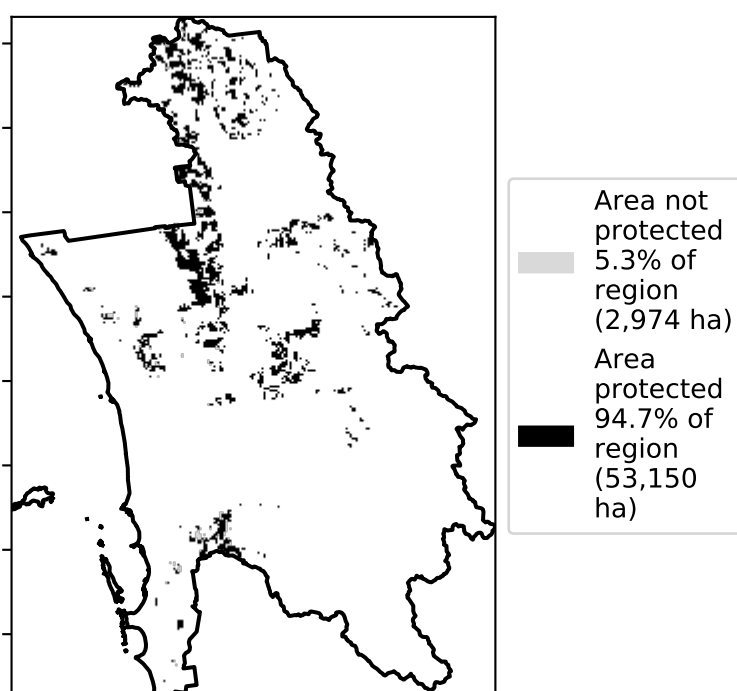 Area not
protected
5.3% of
region
(2,974 ha)
Area
protected
94.7% of
region
(53,150
ha)